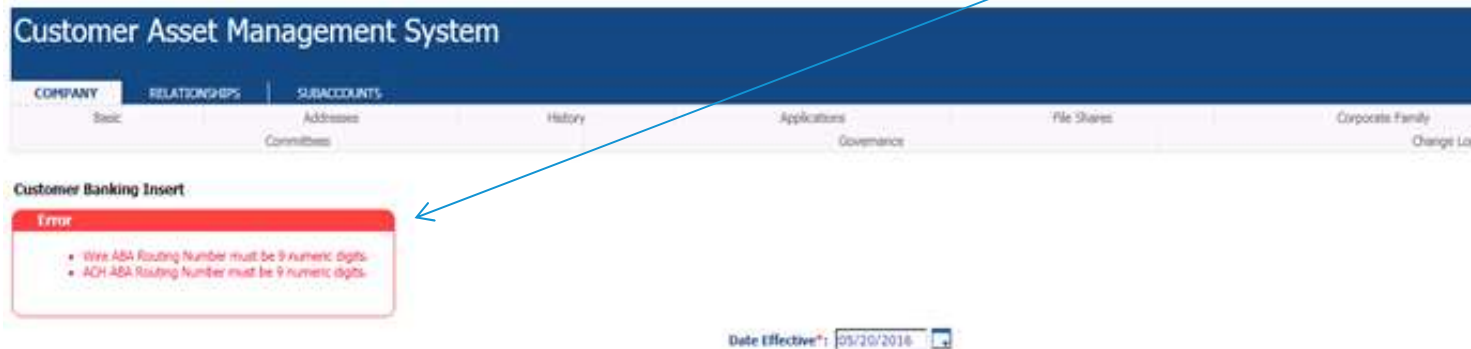 Customer Asset Management System
COMPANY RELATIONSHIPS SUBACCOUNTS
Basic Addresses History Applications File Shares Corporate Family
Committees Governance Change Lo
Customer Banking Insert
Error
• Wire ABA Routing Number must be 9 numeric digits.
• ACH ABA Routing Number must be 9 numeric digits.
Date Effective*: 05/20/2016